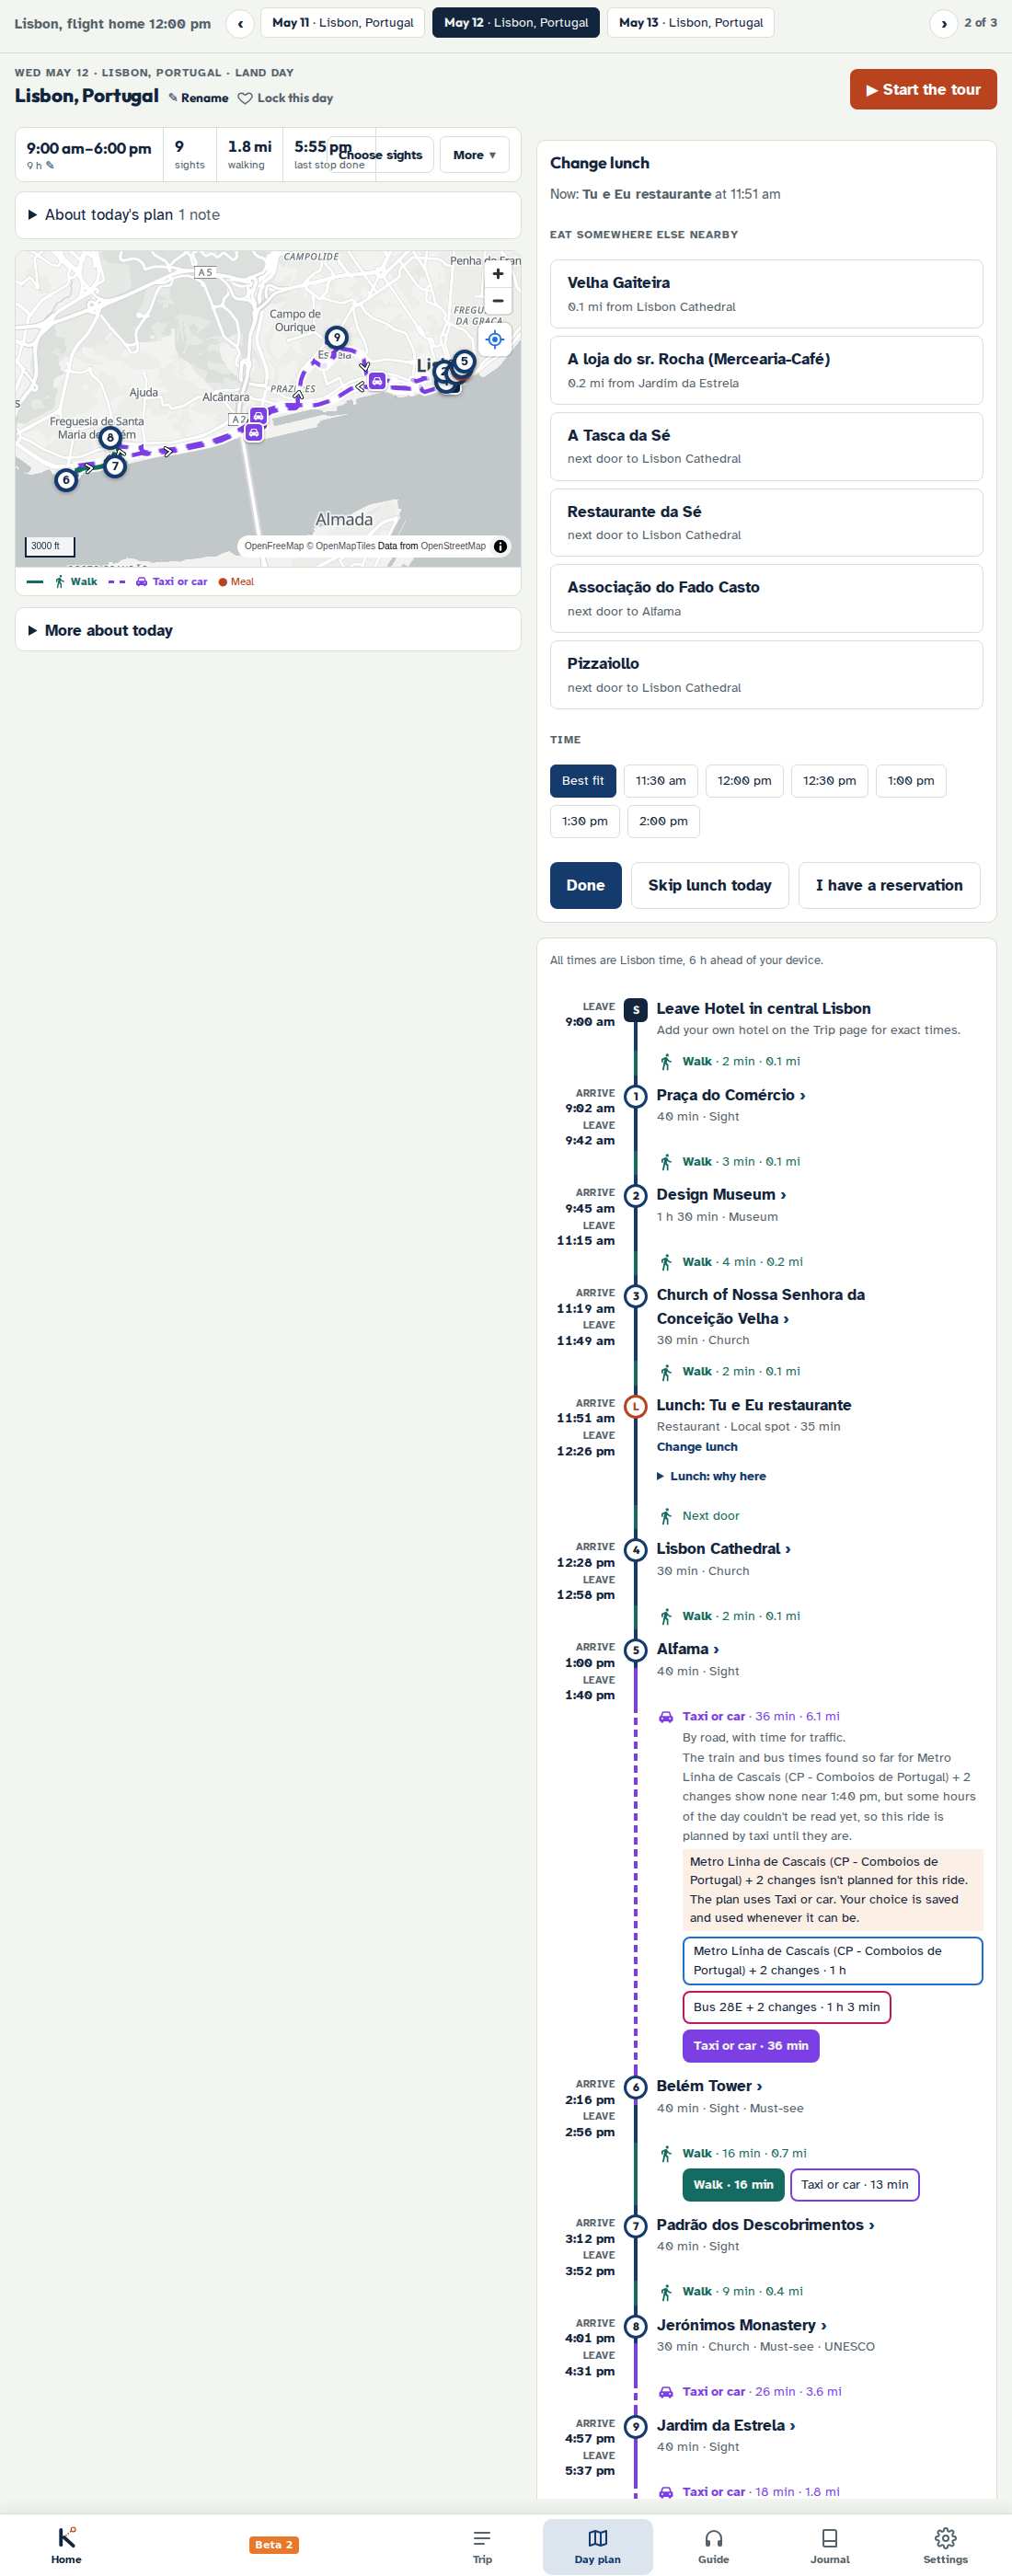 Lisbon, flight home 12:00 pm
‹
May 11 · Lisbon, Portugal
May 12 · Lisbon, Portugal
May 13 · Lisbon, Portugal
›
2 of 3
WED MAY 12 · LISBON, PORTUGAL · LAND DAY
Lisbon, Portugal
✎ Rename
Lock this day
▶ Start the tour
9:00 am–6:00 pm
9 h ✎
9
sights
1.8 mi
walking
5:55 pm
last stop done
Choose sights
More ▾
▶ About today's plan 1 note
CAMPOLIDE
A 5
Campo de
Ourique
Ajuda
Alcântara
Freguesia de Santa
Almada
+
−
9
5
8
7
6
3000 ft
OpenFreeMap © OpenMapTiles Data from OpenStreetMap
Walk
Taxi or car
Meal
▶ More about today
Change lunch
Now: Tu e Eu restaurante at 11:51 am
EAT SOMEWHERE ELSE NEARBY
Velha Gaiteira
0.1 mi from Lisbon Cathedral
A loja do sr. Rocha (Mercearia-Café)
0.2 mi from Jardim da Estrela
A Tasca da Sé
next door to Lisbon Cathedral
Restaurante da Sé
next door to Lisbon Cathedral
Associação do Fado Casto
next door to Alfama
Pizzaiollo
next door to Lisbon Cathedral
TIME
Best fit
11:30 am
12:00 pm
12:30 pm
1:00 pm
1:30 pm
2:00 pm
Done
Skip lunch today
I have a reservation
All times are Lisbon time, 6 h ahead of your device.
LEAVE
9:00 am
S
Leave Hotel in central Lisbon
Add your own hotel on the Trip page for exact times.
Walk · 2 min · 0.1 mi
ARRIVE
9:02 am
LEAVE
9:42 am
1
Praça do Comércio ›
40 min · Sight
Walk · 3 min · 0.1 mi
ARRIVE
9:45 am
LEAVE
11:15 am
2
Design Museum ›
1 h 30 min · Museum
Walk · 4 min · 0.2 mi
ARRIVE
11:19 am
LEAVE
11:49 am
3
Church of Nossa Senhora da
Conceição Velha ›
30 min · Church
Walk · 2 min · 0.1 mi
ARRIVE
11:51 am
LEAVE
12:26 pm
L
Lunch: Tu e Eu restaurante
Restaurant · Local spot · 35 min
Change lunch
▶ Lunch: why here
Next door
ARRIVE
12:28 pm
LEAVE
12:58 pm
4
Lisbon Cathedral ›
30 min · Church
Walk · 2 min · 0.1 mi
ARRIVE
1:00 pm
LEAVE
1:40 pm
5
Alfama ›
40 min · Sight
Taxi or car · 36 min · 6.1 mi
By road, with time for traffic.
The train and bus times found so far for Metro
Linha de Cascais (CP - Comboios de Portugal) + 2
changes show none near 1:40 pm, but some hours
of the day couldn't be read yet, so this ride is
planned by taxi until they are.
Metro Linha de Cascais (CP - Comboios de
Portugal) + 2 changes isn't planned for this ride.
The plan uses Taxi or car. Your choice is saved
and used whenever it can be.
Metro Linha de Cascais (CP - Comboios de
Portugal) + 2 changes · 1 h
Bus 28E + 2 changes · 1 h 3 min
Taxi or car · 36 min
ARRIVE
2:16 pm
LEAVE
2:56 pm
6
Belém Tower ›
40 min · Sight · Must-see
Walk · 16 min · 0.7 mi
Walk · 16 min
Taxi or car · 13 min
ARRIVE
3:12 pm
LEAVE
3:52 pm
7
Padrão dos Descobrimentos ›
40 min · Sight
Walk · 9 min · 0.4 mi
ARRIVE
4:01 pm
LEAVE
4:31 pm
8
Jerónimos Monastery ›
30 min · Church · Must-see · UNESCO
Taxi or car · 26 min · 3.6 mi
ARRIVE
4:57 pm
LEAVE
5:37 pm
9
Jardim da Estrela ›
40 min · Sight
Taxi or car · 18 min · 1.8 mi
Home
Beta 2
Trip
Day plan
Guide
Journal
Settings